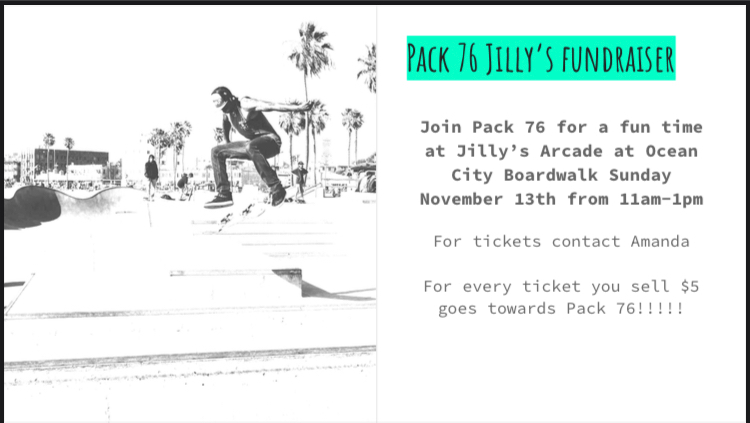 Pack 76 Jilly’s fundraiser
Join Pack 76 for a fun time
at Jilly’s Arcade at Ocean
City Boardwalk Sunday
November 13th from 11am-1pm
For tickets contact Amanda
For every ticket you sell $5
goes towards Pack 76!!!!!